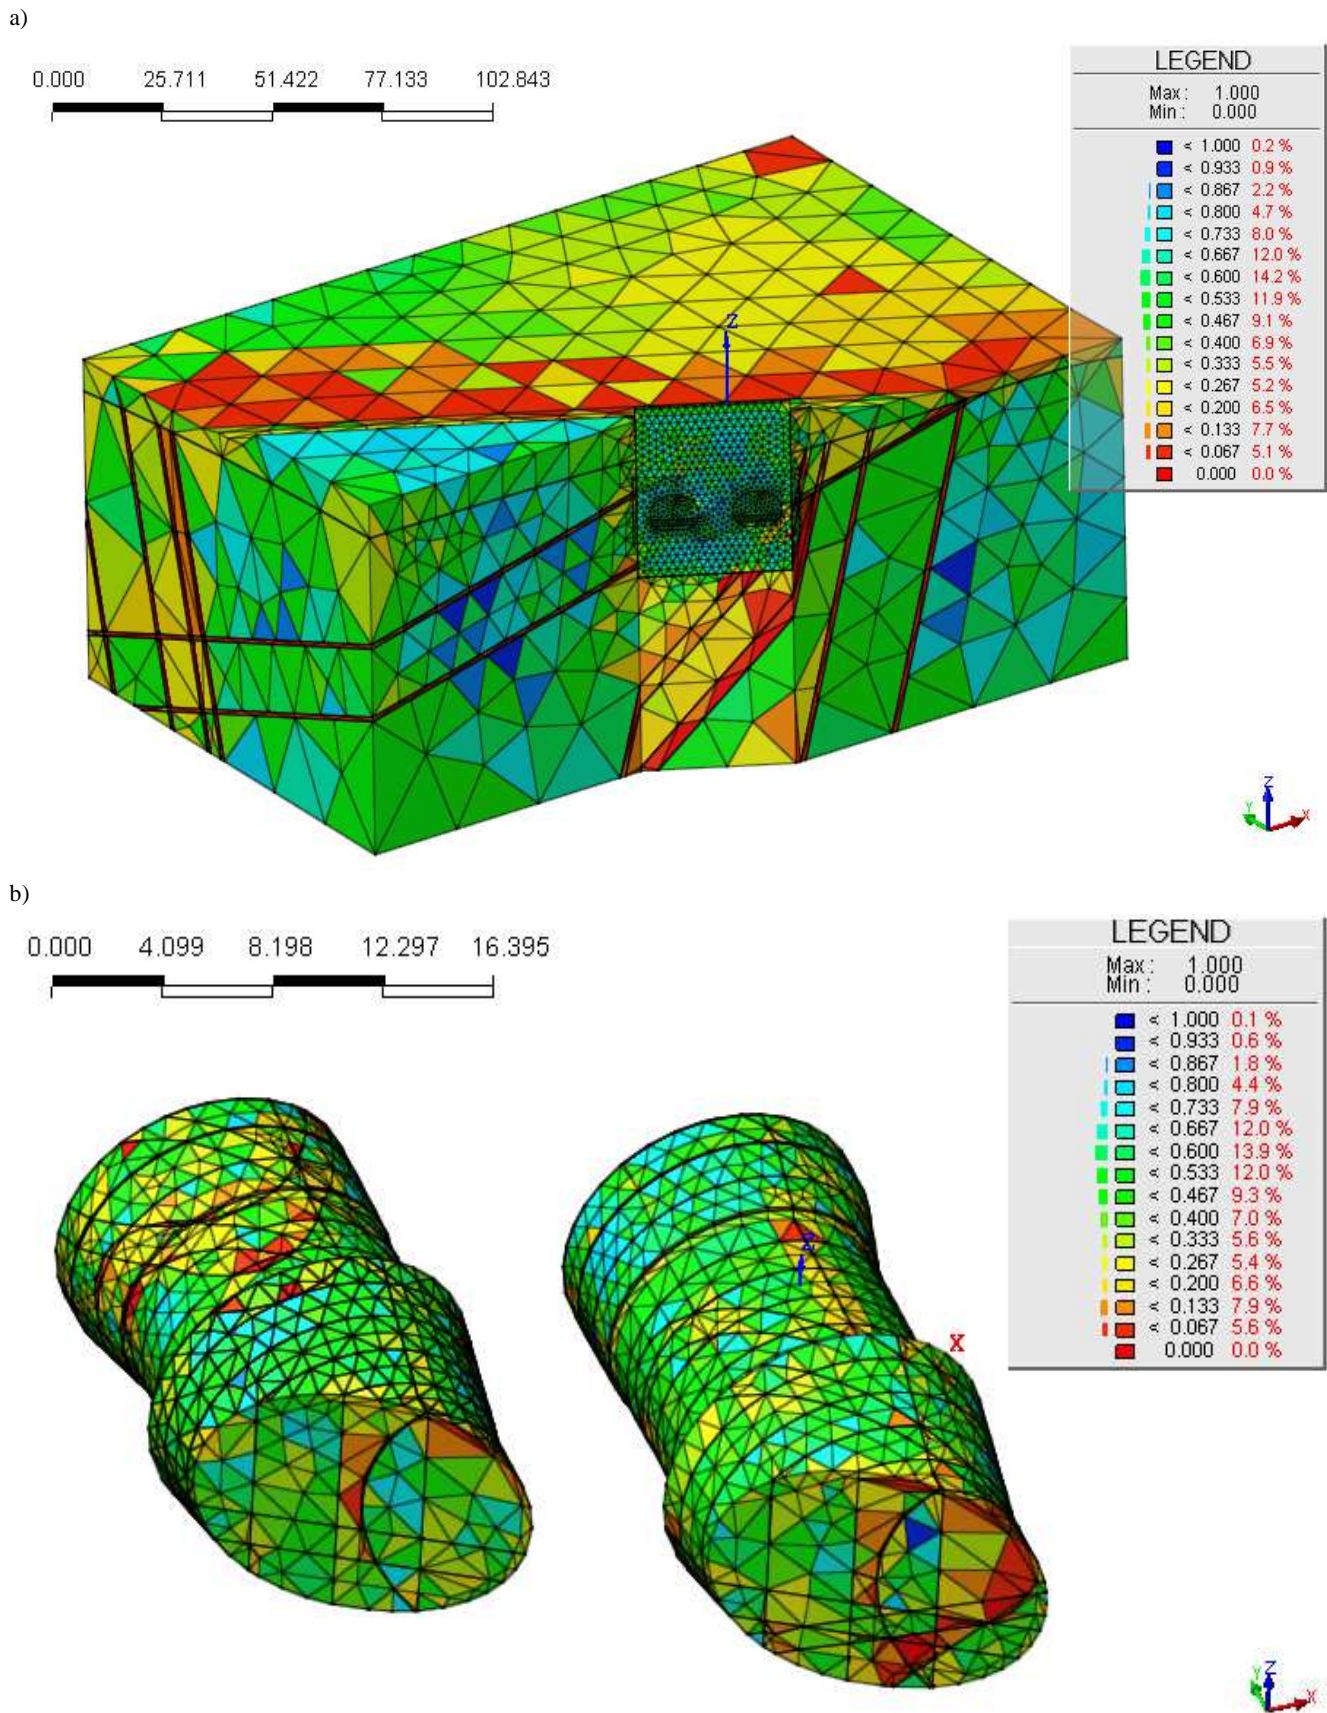 a)
0.000 25.711 51.422 77.133 102.843
LEGEND
Max : 1.000
Min : 0.000
< 1.000 0.2 %
< 0.933 0.9 %
< 0.867 2.2 %
< 0.800 4.7 %
< 0.733 8.0 %
< 0.667 12.0 %
< 0.600 14.2 %
< 0.533 11.9 %
< 0.467 9.1 %
< 0.400 6.9 %
< 0.333 5.5 %
< 0.267 5.2 %
< 0.200 6.5 %
< 0.133 7.7 %
< 0.067 5.1 %
0.000 0.0 %
Z
Z
Y X
b)
0.000 4.099 8.198 12.297 16.395
LEGEND
Max : 1.000
Min : 0.000
< 1.000 0.1 %
< 0.933 0.6 %
< 0.867 1.8 %
< 0.800 4.4 %
< 0.733 7.9 %
< 0.667 12.0 %
< 0.600 13.9 %
< 0.533 12.0 %
< 0.467 9.3 %
< 0.400 7.0 %
< 0.333 5.6 %
< 0.267 5.4 %
< 0.200 6.6 %
< 0.133 7.9 %
< 0.067 5.6 %
0.000 0.0 %
Z
X
Y Z
X